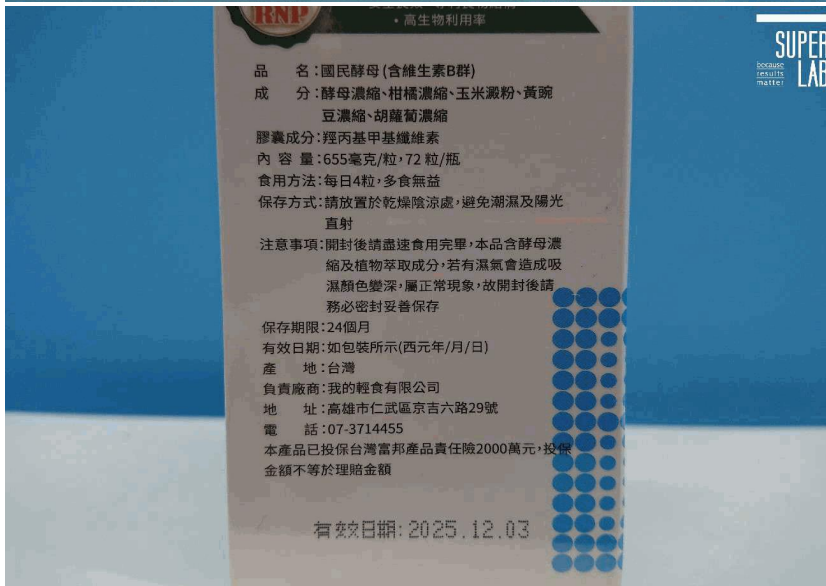 RNP
•高生物利用率
SUPER
LAB
because
results
matter
品　　名：國民酵母(含維生素B群)
成　　分：酵母濃縮、柑橘濃縮、玉米澱粉、黃豌
豆濃縮、胡蘿蔔濃縮
膠囊成分：羥丙基甲基纖維素
內 容 量：655毫克/粒，72 粒/瓶
食用方法：每日4粒，多食無益
保存方式：請放置於乾燥陰涼處，避免潮濕及陽光
直射
注意事項：開封後請盡速食用完畢，本品含酵母濃
縮及植物萃取成分，若有濕氣會造成吸
濕顏色變深，屬正常現象，故開封後請
務必密封妥善保存
保存期限：24個月
有效日期：如包裝所示(西元年/月/日)
產　　地：台灣
負責廠商：我的輕食有限公司
地　　址：高雄市仁武區京吉六路29號
電　　話：07-3714455
本產品已投保台灣富邦產品責任險2000萬元，投保
金額不等於理賠金額
有效日期：2025.12.03